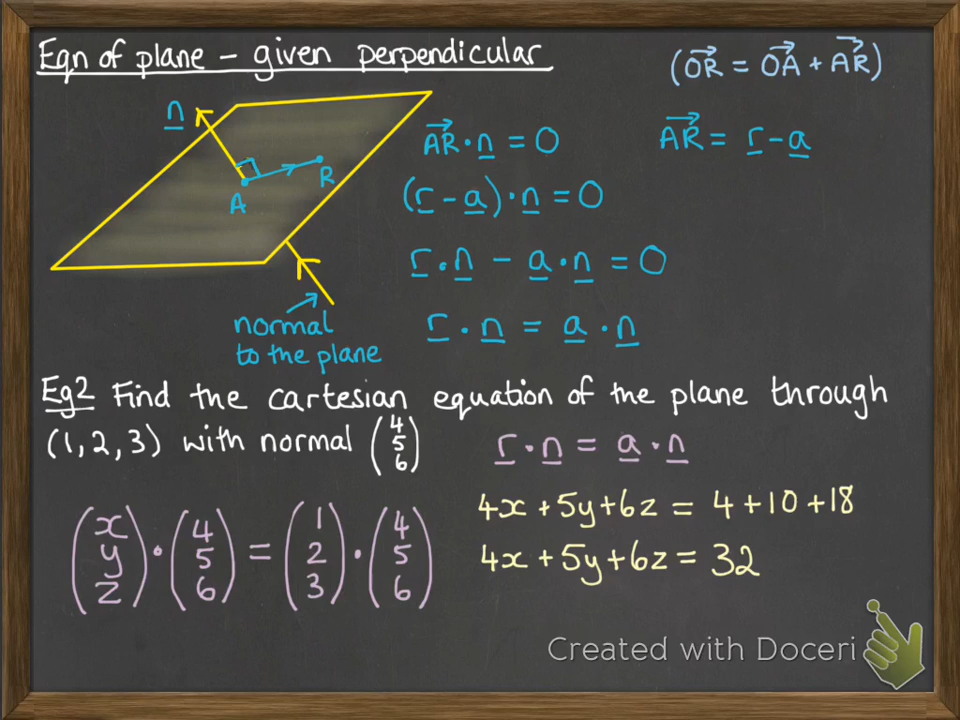 Eqn of plane – given perpendicular
(OR = OA + AR)
n
A
R
normal
to the plane
AR · n = 0
AR = r - a
(r - a) · n = 0
r · n - a · n = 0
r · n = a · n
Eg2 Find the cartesian equation of the plane through
(1, 2, 3) with normal (4 5 6)
r · n = a · n
(x y z) · (4 5 6) = (1 2 3) · (4 5 6)
4x + 5y + 6z = 4 + 10 + 18
4x + 5y + 6z = 32
Created with Doceri